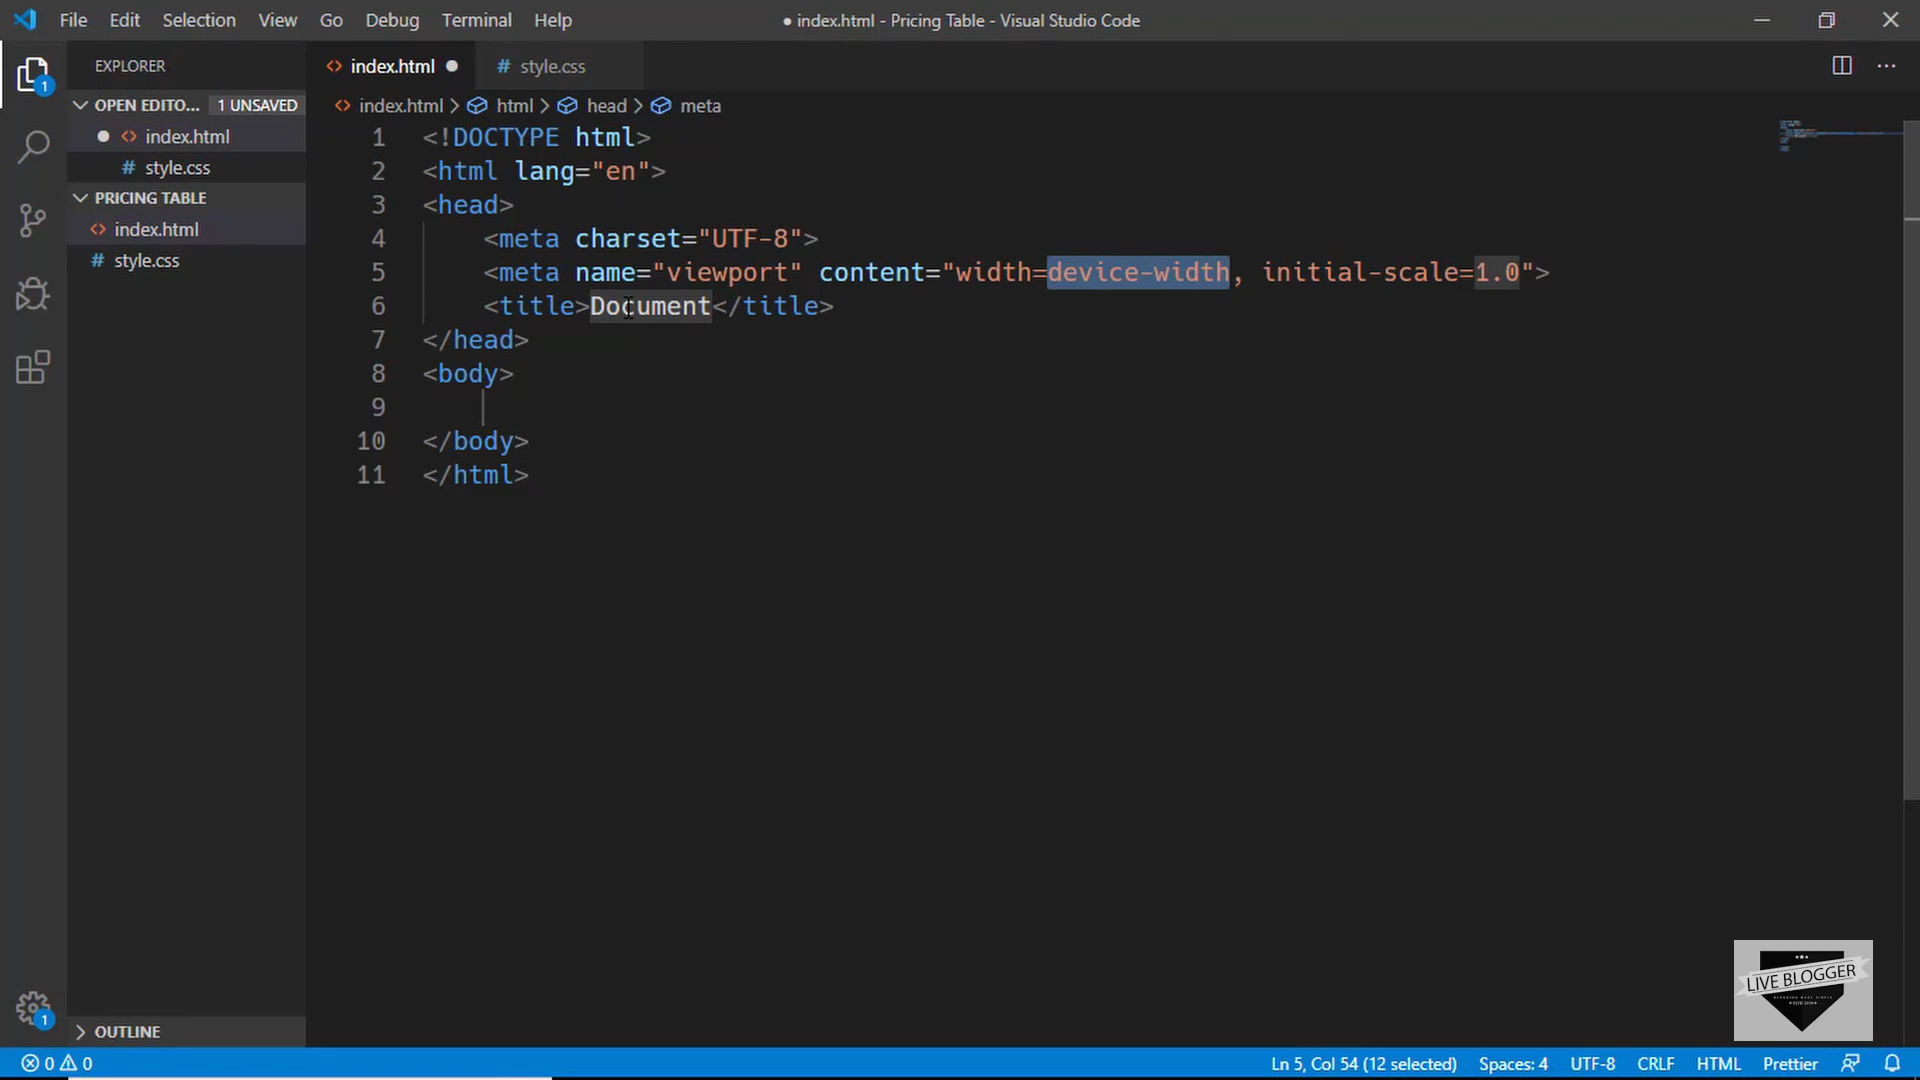 File Edit Selection View Go Debug Terminal Help
● index.html - Pricing Table - Visual Studio Code
EXPLORER
OPEN EDITO... 1 UNSAVED
index.html
# style.css
PRICING TABLE
index.html
# style.css
OUTLINE
<> index.html ●
# style.css
<> index.html > html > head > meta
1 <!DOCTYPE html>
2 <html lang="en">
3 <head>
4 <meta charset="UTF-8">
5 <meta name="viewport" content="width=device-width, initial-scale=1.0">
6 <title>Document</title>
7 </head>
8 <body>
9
10 </body>
11 </html>
1
1
LIVE BLOGGER
0 0
Ln 5, Col 54 (12 selected) Spaces: 4 UTF-8 CRLF HTML Prettier